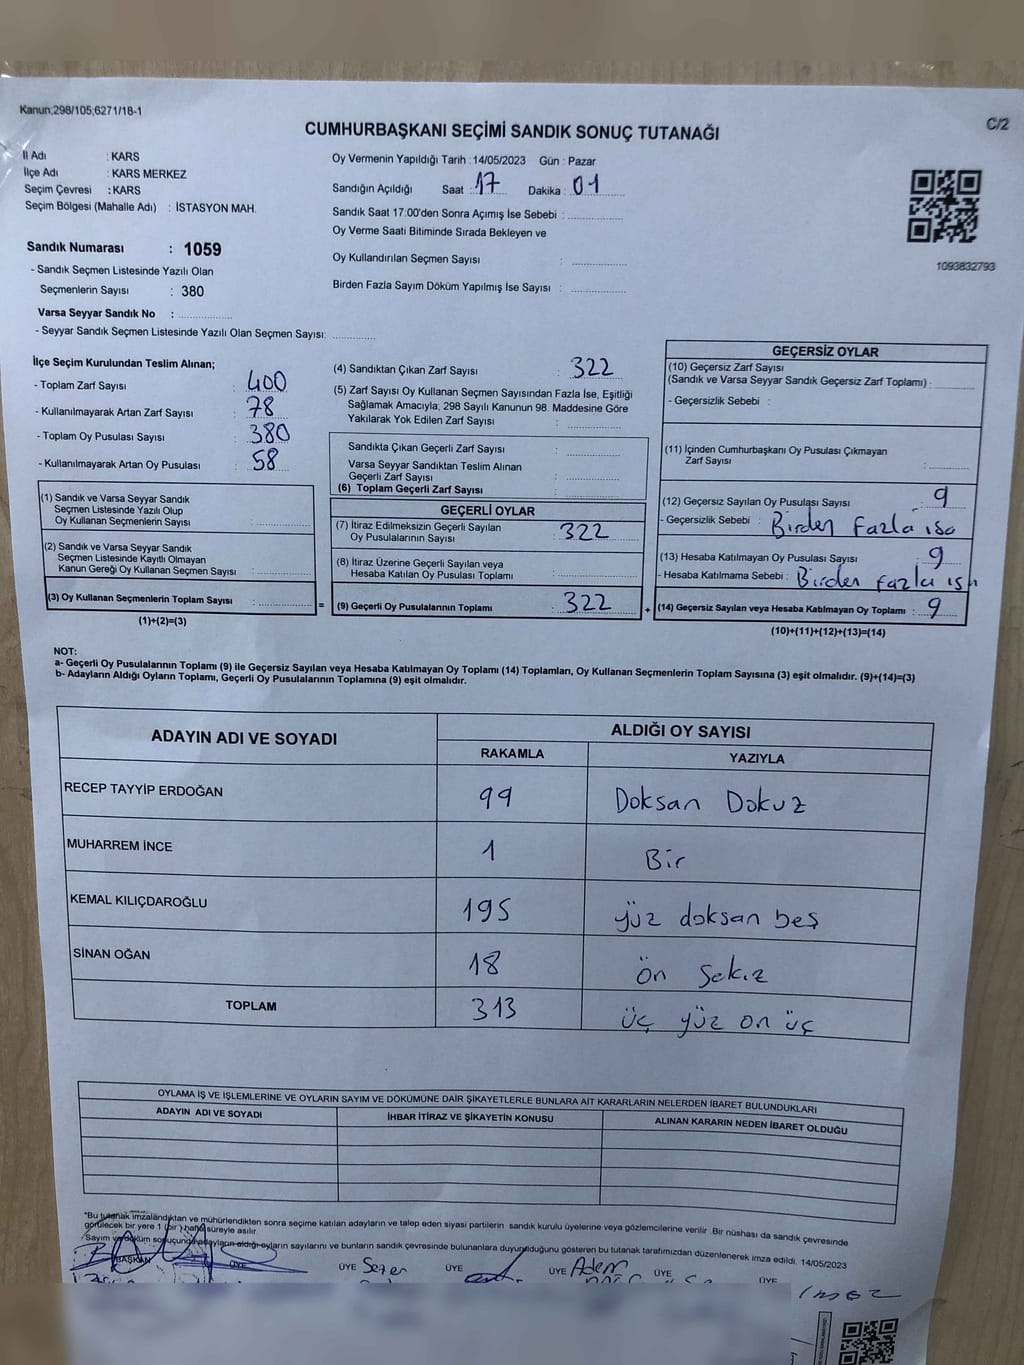 Kanun;298/105;6271/18-1
C/2
CUMHURBAŞKANI SEÇİMİ SANDIK SONUÇ TUTANAĞI
İl Adı : KARS
İlçe Adı : KARS MERKEZ
Seçim Çevresi : KARS
Seçim Bölgesi (Mahalle Adı) : İSTASYON MAH.
Sandık Numarası : 1059
- Sandık Seçmen Listesinde Yazılı Olan
Seçmenlerin Sayısı : 380
Varsa Seyyar Sandık No :
- Seyyar Sandık Seçmen Listesinde Yazılı Olan Seçmen Sayısı:
Oy Vermenin Yapıldığı Tarih : 14/05/2023 Gün : Pazar
Sandığın Açıldığı Saat : 17 Dakika : 01
Sandık Saat 17:00'den Sonra Açımış İse Sebebi :
Oy Verme Saati Bitiminde Sırada Bekleyen ve
Oy Kullandırılan Seçmen Sayısı :
Birden Fazla Sayım Döküm Yapılmış İse Sayısı :
1093832793
İlçe Seçim Kurulundan Teslim Alınan;
- Toplam Zarf Sayısı : 400
- Kullanılmayarak Artan Zarf Sayısı : 78
- Toplam Oy Pusulası Sayısı : 380
- Kullanılmayarak Artan Oy Pusulası : 58
(1) Sandık ve Varsa Seyyar Sandık
Seçmen Listesinde Yazılı Olup
Oy Kullanan Seçmenlerin Sayısı :
(2) Sandık ve Varsa Seyyar Sandık
Seçmen Listesinde Kayıtlı Olmayan
Kanun Gereği Oy Kullanan Seçmen Sayısı :
(3) Oy Kullanan Seçmenlerin Toplam Sayısı : =
(1)+(2)=(3)
(4) Sandıktan Çıkan Zarf Sayısı : 322
(5) Zarf Sayısı Oy Kullanan Seçmen Sayısından Fazla İse, Eşitliği
Sağlamak Amacıyla, 298 Sayılı Kanunun 98. Maddesine Göre
Yakılarak Yok Edilen Zarf Sayısı :
Sandıkta Çıkan Geçerli Zarf Sayısı :
Varsa Seyyar Sandıktan Teslim Alınan
Geçerli Zarf Sayısı :
(6) Toplam Geçerli Zarf Sayısı :
GEÇERLİ OYLAR
(7) İtiraz Edilmeksizin Geçerli Sayılan
Oy Pusulalarının Sayısı : 322
(8) İtiraz Üzerine Geçerli Sayılan veya
Hesaba Katılan Oy Pusulası Toplamı :
(9) Geçerli Oy Pusulalarının Toplamı : 322 +
GEÇERSİZ OYLAR
(10) Geçersiz Zarf Sayısı
(Sandık ve Varsa Seyyar Sandık Geçersiz Zarf Toplamı) :
- Geçersizlik Sebebi :
(11) İçinden Cumhurbaşkanı Oy Pusulası Çıkmayan
Zarf Sayısı :
(12) Geçersiz Sayılan Oy Pusulası Sayısı : 9
- Geçersizlik Sebebi : Birden Fazla
(13) Hesaba Katılmayan Oy Pusulası Sayısı : 9
- Hesaba Katılmama Sebebi : Birden Fazla
(14) Geçersiz Sayılan veya Hesaba Katılmayan Oy Toplamı : 9
(10)+(11)+(12)+(13)=(14)
NOT:
a- Geçerli Oy Pusulalarının Toplamı (9) ile Geçersiz Sayılan veya Hesaba Katılmayan Oy Toplamı (14) Toplamları, Oy Kullanan Seçmenlerin Toplam Sayısına (3) eşit olmalıdır. (9)+(14)=(3)
b- Adayların Aldığı Oyların Toplamı, Geçerli Oy Pusulalarının Toplamına (9) eşit olmalıdır.
ADAYIN ADI VE SOYADI ALDIĞI OY SAYISI
RAKAMLA YAZIYLA
RECEP TAYYİP ERDOĞAN 99 Doksan Dokuz
MUHARREM İNCE 1 Bir
KEMAL KILIÇDAROĞLU 195 yüz doksan beş
SİNAN OĞAN 18 ön Sekiz
TOPLAM 313 üç yüz on üç
OYLAMA İŞ VE İŞLEMLERİNE VE OYLARIN SAYIM VE DÖKÜMÜNE DAİR ŞİKAYETLERLE BUNLARA AİT KARARLARIN NELERDEN İBARET BULUNDUKLARI
ADAYIN ADI VE SOYADI İHBAR İTİRAZ VE ŞİKAYETİN KONUSU ALINAN KARARIN NEDEN İBARET OLDUĞU
*Bu tutanak imzalandıktan ve mühürlendikten sonra seçime katılan adayların ve talep eden siyasi partilerin sandık kurulu üyelerine veya gözlemcilerine verilir. Bir nüshası da sandık çevresinde
görülecek bir yere 1 (bir) hafta süreyle asılır.
Sayım ve döküm sonucunda adayların aldığı oyların sayılarını ve bunların sandık çevresinde bulunanlara duyurulduğunu gösteren bu tutanak tarafımızdan düzenlenerek imza edildi. 14/05/2023
BAŞKAN ÜYE ÜYE Sezer ÜYE ÜYE Adem ÜYE ÜYE